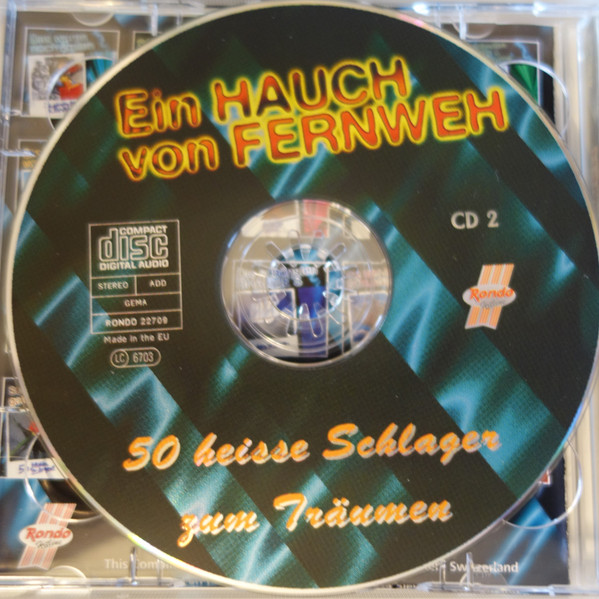 Ein HAUCH
von FERNWEH
CD 2
COMPACT
disc
DIGITAL AUDIO
STEREO ADD
GEMA
RONDO 22709
Made in the EU
LC 6703
Rondo
50 heisse Schlager
zum Träumen
Rondo
This
Switzerland